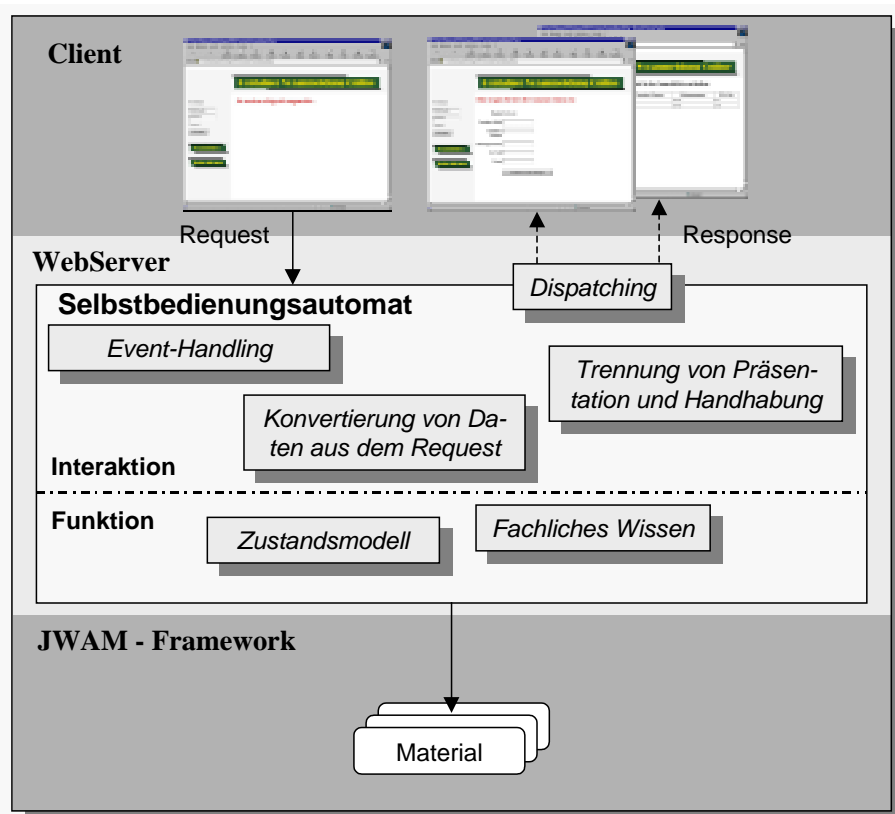 Client
Request
Response
WebServer
Dispatching
Selbstbedienungsautomat
Event-Handling
Trennung von Präsen-
tation und Handhabung
Konvertierung von Da-
ten aus dem Request
Interaktion
Funktion
Zustandsmodell
Fachliches Wissen
JWAM - Framework
Material